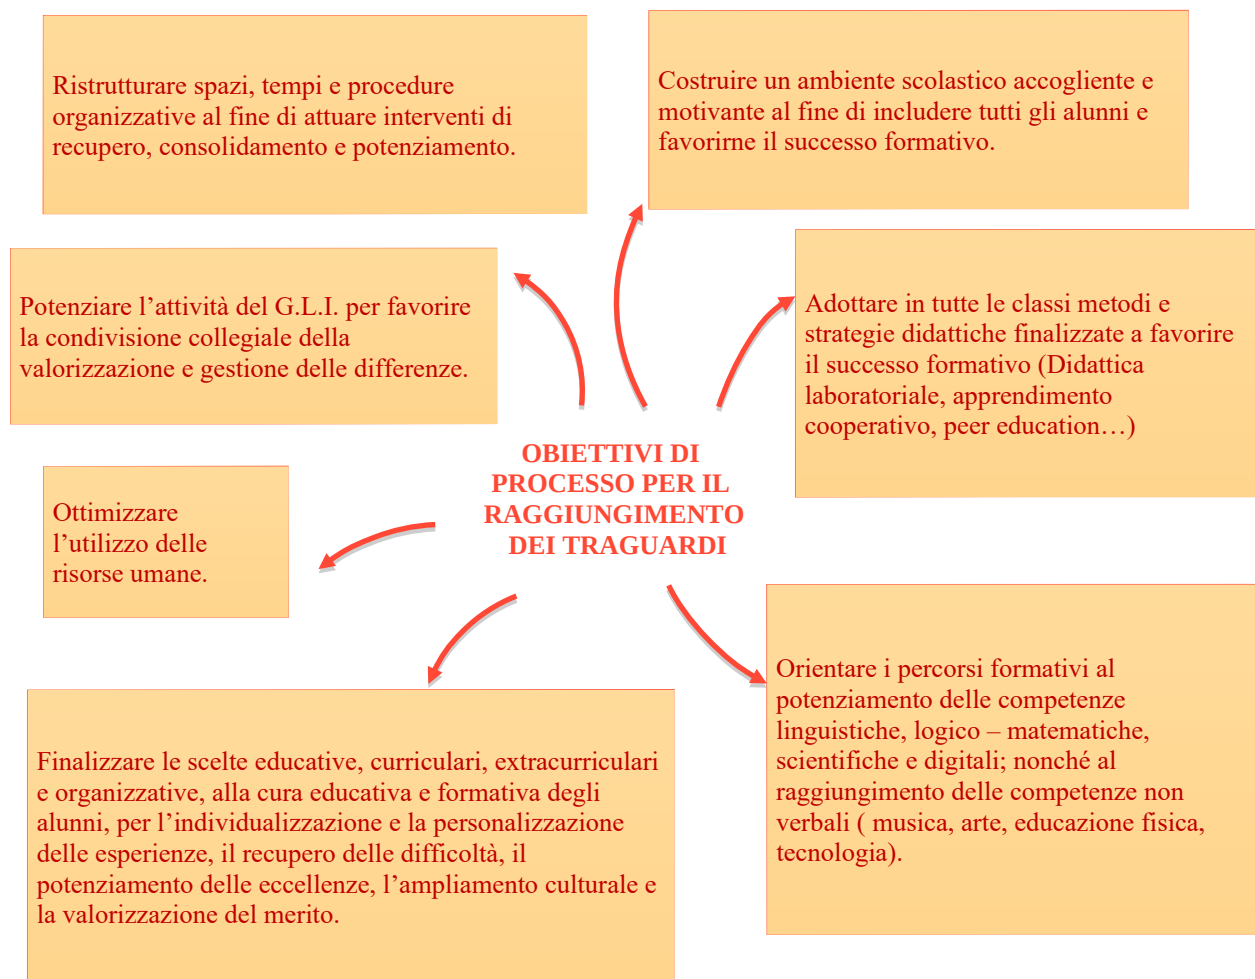 Ristrutturare spazi, tempi e procedure
organizzative al fine di attuare interventi di
recupero, consolidamento e potenziamento.
Costruire un ambiente scolastico accogliente e
motivante al fine di includere tutti gli alunni e
favorirne il successo formativo.
Potenziare l’attività del G.L.I. per favorire
la condivisione collegiale della
valorizzazione e gestione delle differenze.
Adottare in tutte le classi metodi e
strategie didattiche finalizzate a favorire
il successo formativo (Didattica
laboratoriale, apprendimento
cooperativo, peer education…)
OBIETTIVI DI
PROCESSO PER IL
RAGGIUNGIMENTO
DEI TRAGUARDI
Ottimizzare
l’utilizzo delle
risorse umane.
Orientare i percorsi formativi al
potenziamento delle competenze
linguistiche, logico – matematiche,
scientifiche e digitali; nonché al
raggiungimento delle competenze non
verbali ( musica, arte, educazione fisica,
tecnologia).
Finalizzare le scelte educative, curriculari, extracurriculari
e organizzative, alla cura educativa e formativa degli
alunni, per l’individualizzazione e la personalizzazione
delle esperienze, il recupero delle difficoltà, il
potenziamento delle eccellenze, l’ampliamento culturale e
la valorizzazione del merito.